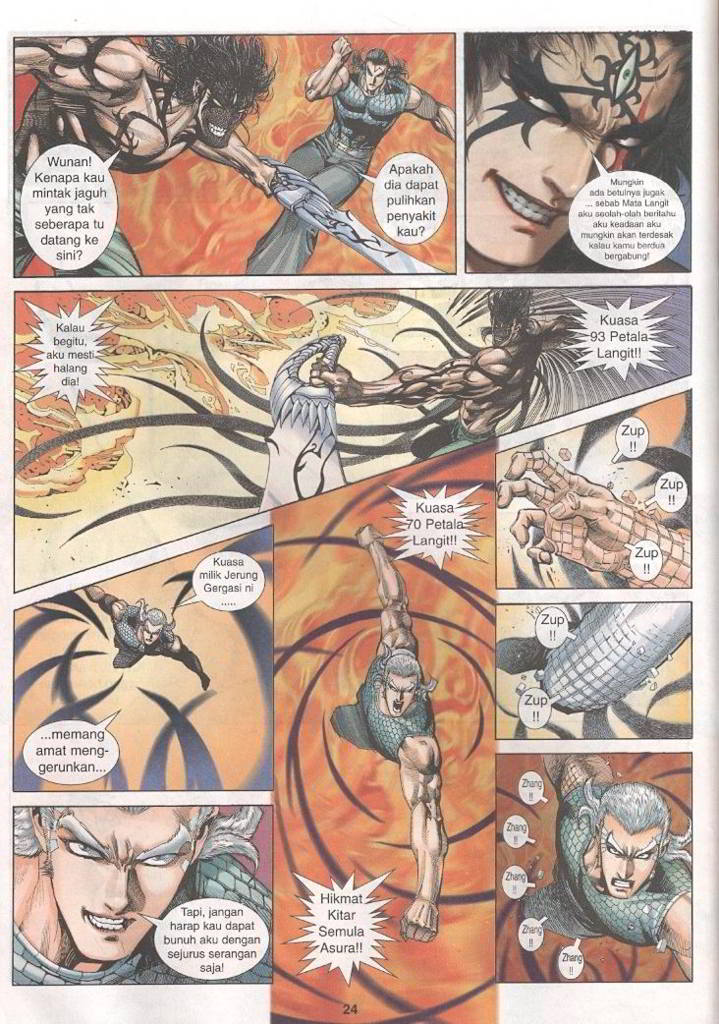 Wunan!
Kenapa kau
mintak jaguh
yang tak
seberapa tu
datang ke
sini?
Apakah
dia dapat
pulihkan
penyakit
kau?
Mungkin
ada betulnya jugak
... sebab Mata Langit
aku seolah-olah beritahu
aku keadaan aku
mungkin akan terdesak
kalau kamu berdua
bergabung!
Kalau
begitu,
aku mesti
halang
dia!
Kuasa
93 Petala
Langit!!
Zup
!!
Zup
!!
Zup
!!
Kuasa
70 Petala
Langit!!
Kuasa
milik Jerung
Gergasi ni
.....
...memang
amat meng-
gerunkan...
Zup
!!
Zup
!!
Tapi, jangan
harap kau dapat
bunuh aku dengan
sejurus serangan
saja!
Hikmat
Kitar
Semula
Asura!!
Zhang
!!
Zhang
!!
Zhang
!!
Zhang
!!
Zhang
!!
24